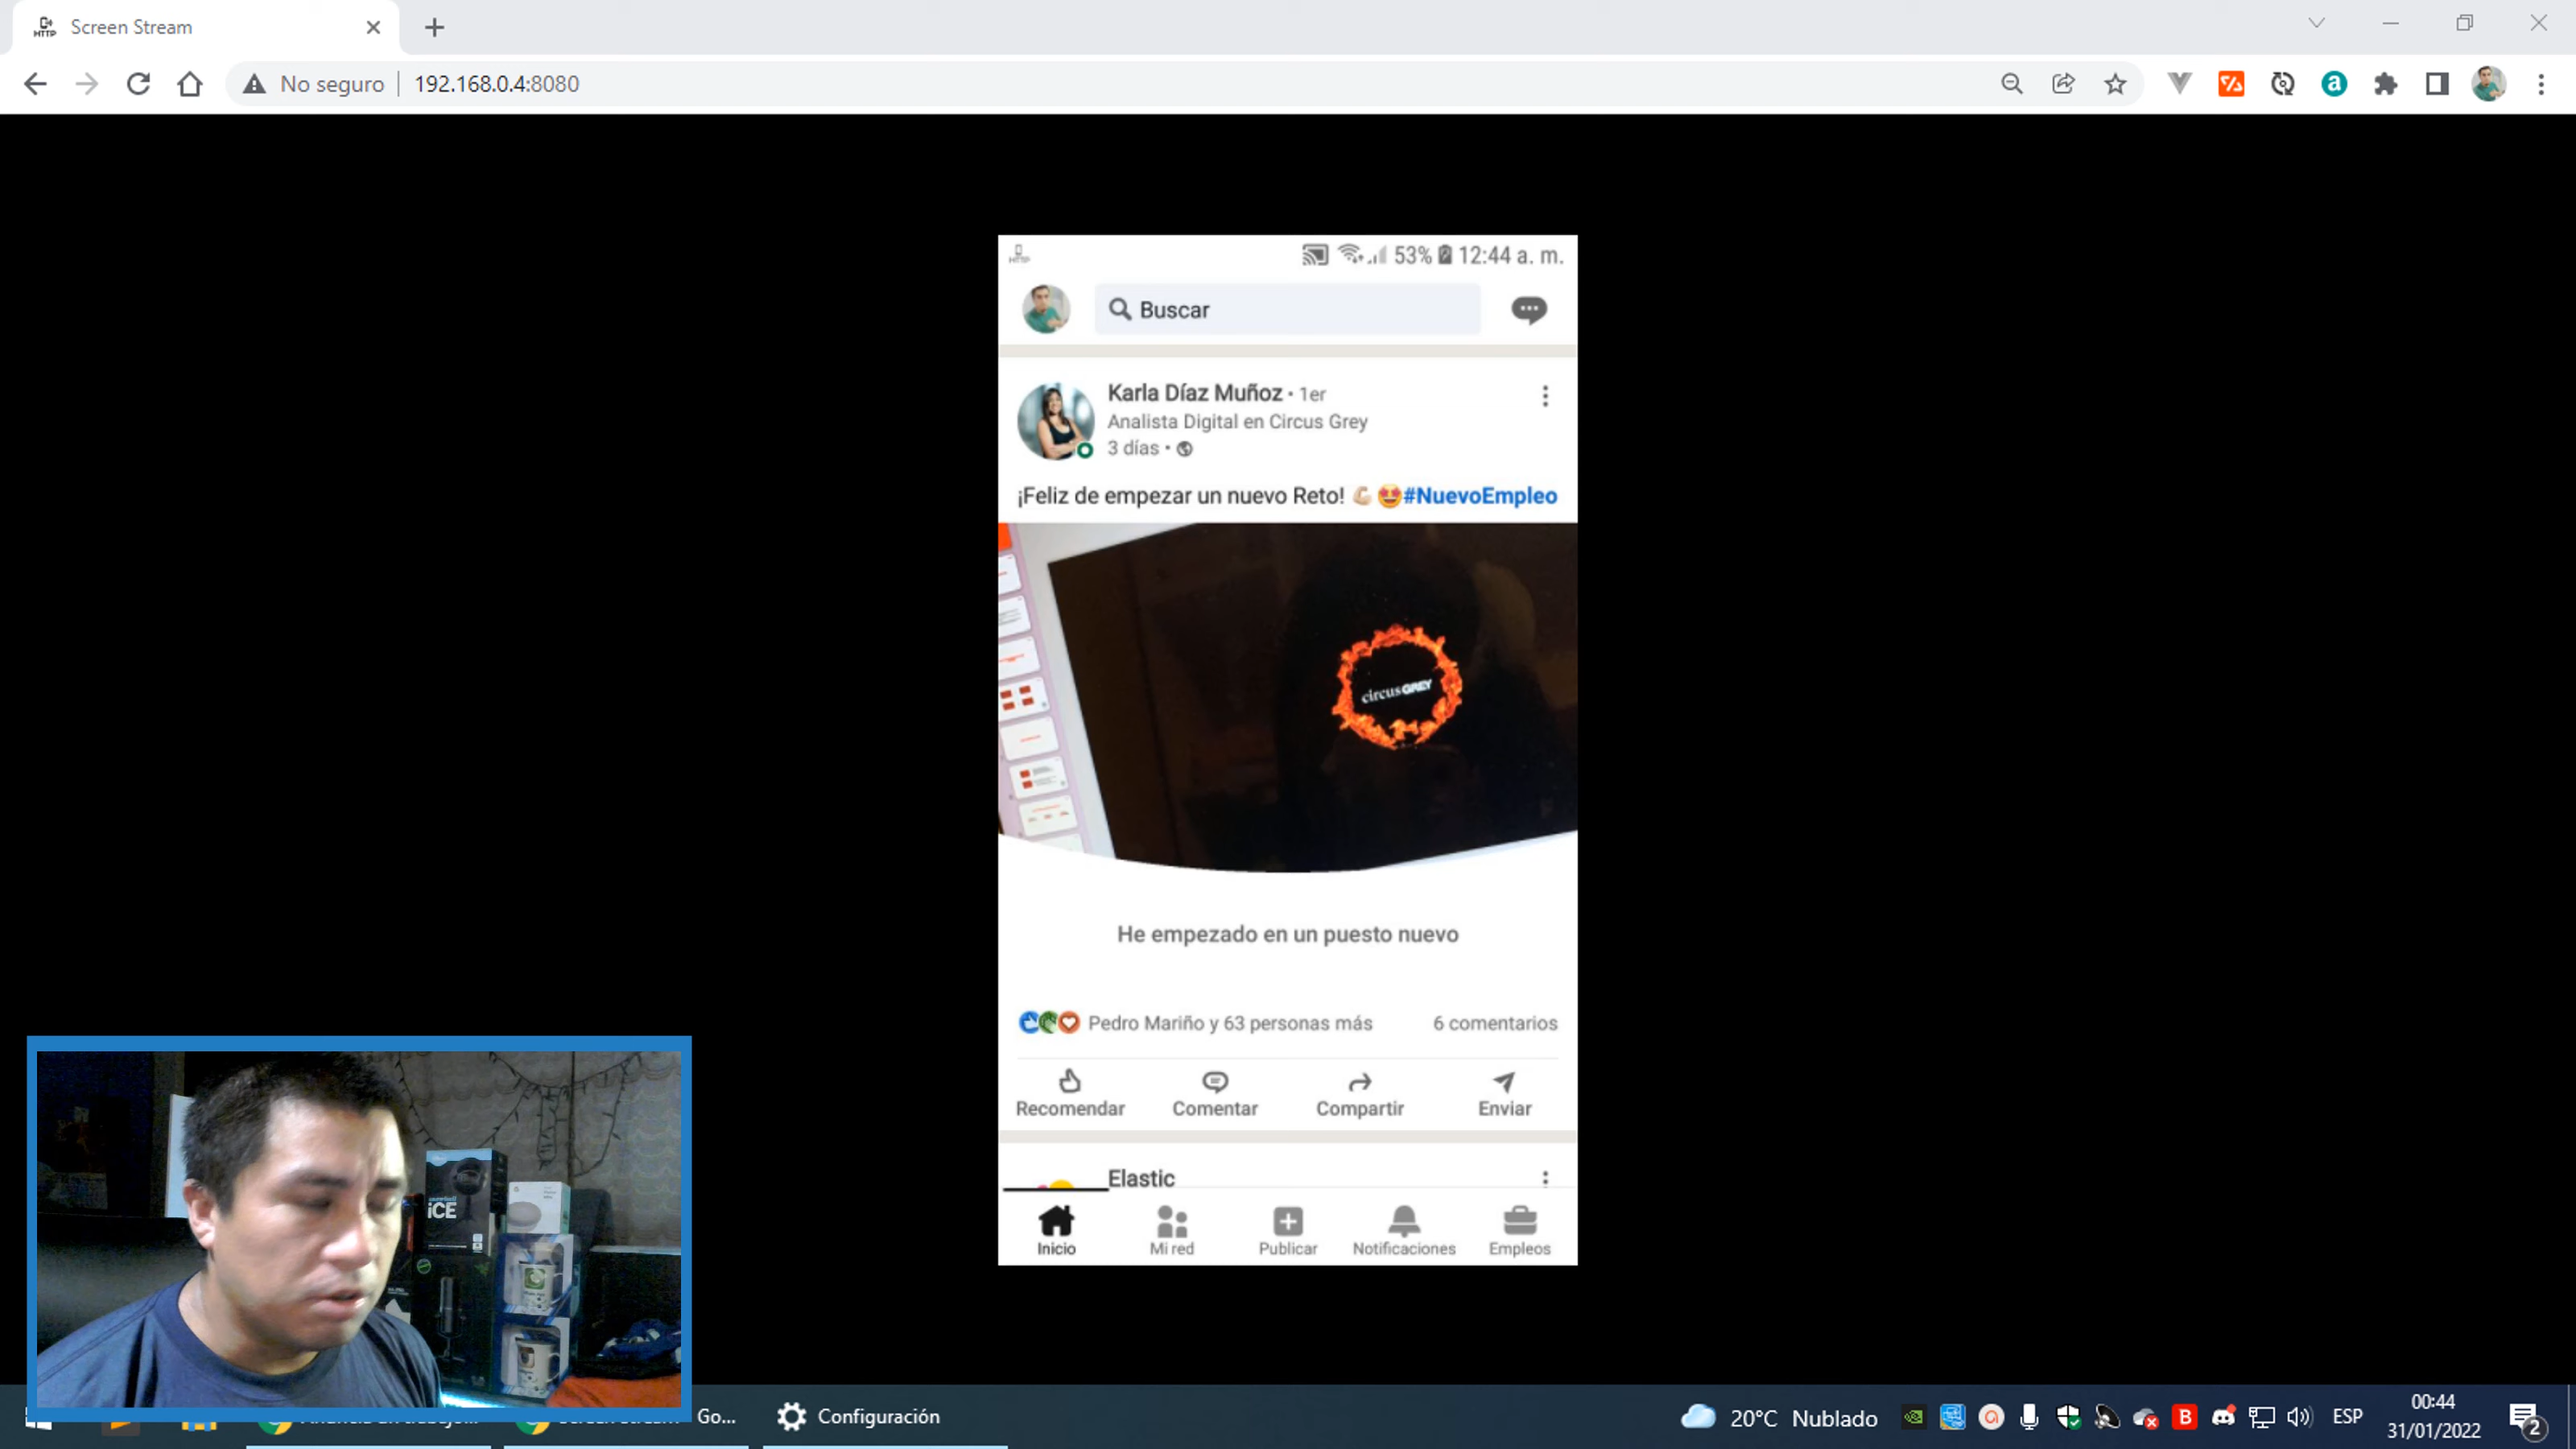 Screen Stream
No seguro
192.168.0.4:8080
53% 12:44 a. m.
Buscar
Karla Díaz Muñoz • 1er
Analista Digital en Circus Grey
3 días •
¡Feliz de empezar un nuevo Reto! 💪🏻 🤩#NuevoEmpleo
circus GREY
He empezado en un puesto nuevo
Pedro Mariño y 63 personas más
6 comentarios
Recomendar
Comentar
Compartir
Enviar
Elastic
Inicio
Mi red
Publicar
Notificaciones
Empleos
iCE
Go...
Configuración
20°C Nublado
ESP
00:44
31/01/2022
2